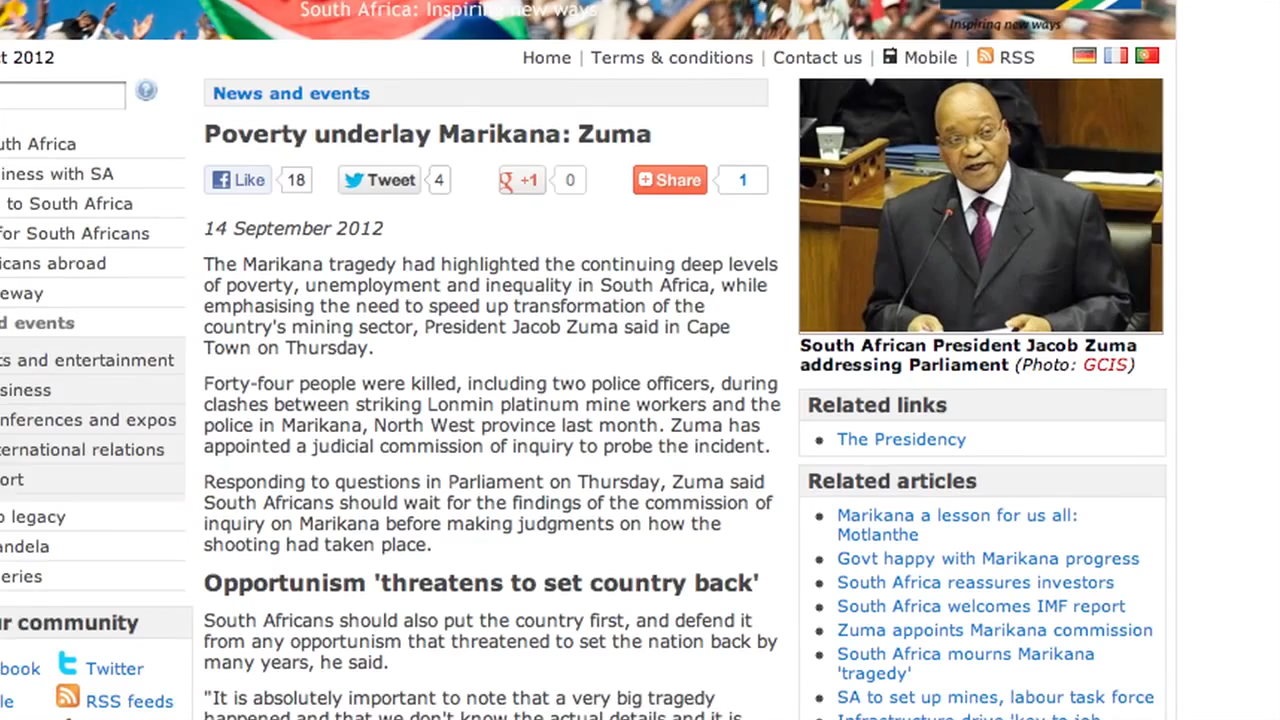 South Africa: Inspiring new ways
Inspiring new ways
ct 2012
Home | Terms & conditions | Contact us | Mobile | RSS
uth Africa
iness with SA
to South Africa
for South Africans
icans abroad
eway
d events
ts and entertainment
siness
nferences and expos
ternational relations
ort
o legacy
andela
eries
ur community
book
Twitter
le
RSS feeds
News and events
Poverty underlay Marikana: Zuma
Like 18 Tweet 4 +1 0 Share 1
14 September 2012
The Marikana tragedy had highlighted the continuing deep levels
of poverty, unemployment and inequality in South Africa, while
emphasising the need to speed up transformation of the
country's mining sector, President Jacob Zuma said in Cape
Town on Thursday.
Forty-four people were killed, including two police officers, during
clashes between striking Lonmin platinum mine workers and the
police in Marikana, North West province last month. Zuma has
appointed a judicial commission of inquiry to probe the incident.
Responding to questions in Parliament on Thursday, Zuma said
South Africans should wait for the findings of the commission of
inquiry on Marikana before making judgments on how the
shooting had taken place.
Opportunism 'threatens to set country back'
South Africans should also put the country first, and defend it
from any opportunism that threatened to set the nation back by
many years, he said.
"It is absolutely important to note that a very big tragedy
happened and that we don't know the actual details and it is
South African President Jacob Zuma
addressing Parliament (Photo: GCIS)
Related links
The Presidency
Related articles
Marikana a lesson for us all:
Motlanthe
Govt happy with Marikana progress
South Africa reassures investors
South Africa welcomes IMF report
Zuma appoints Marikana commission
South Africa mourns Marikana
'tragedy'
SA to set up mines, labour task force
Infrastructure drive 'key to job